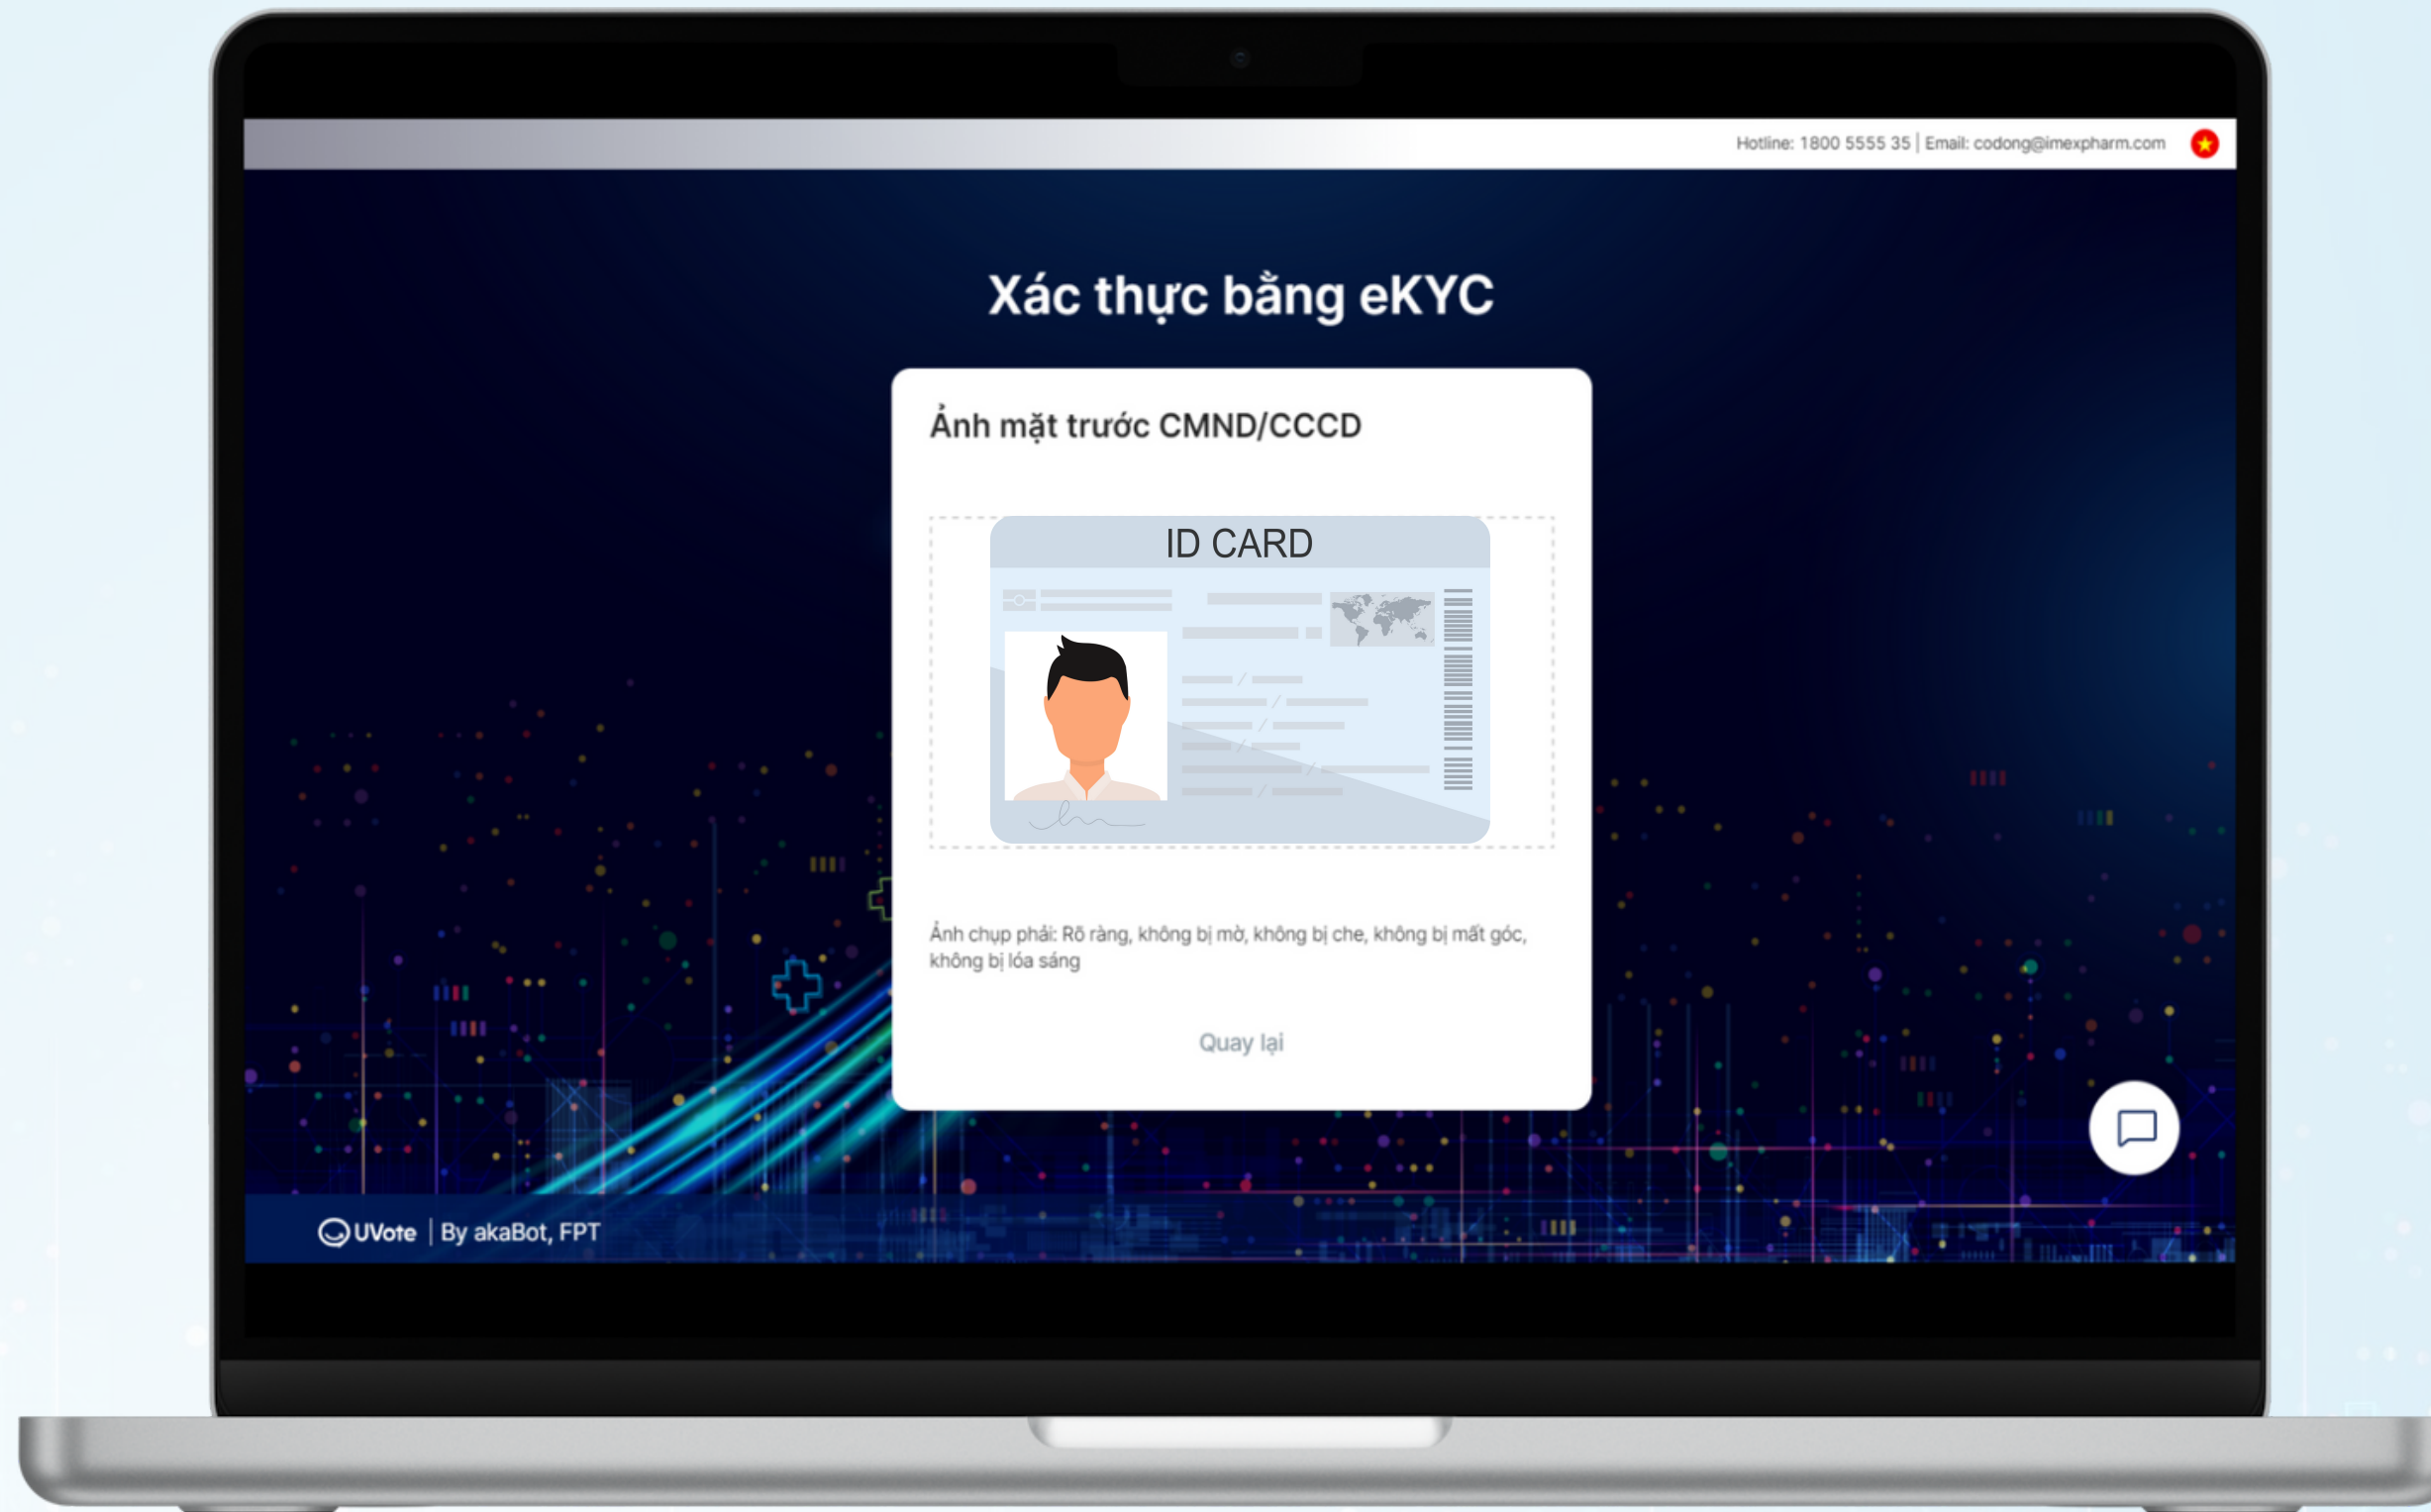 Hotline: 1800 5555 35 | Email: codong@imexpharm.com
Xác thực bằng eKYC
Ảnh mặt trước CMND/CCCD
ID CARD
Ảnh chụp phải: Rõ ràng, không bị mờ, không bị che, không bị mất góc,
không bị lóa sáng
Quay lại
UVote | By akaBot, FPT